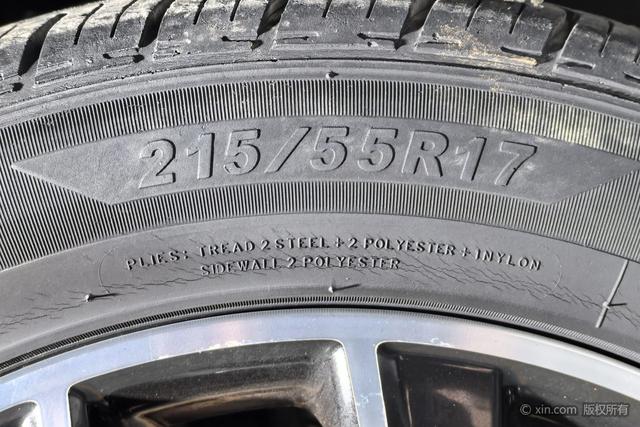 215/55R17
PLIES: TREAD 2 STEEL + 2 POLYESTER + 1NYLON
SIDEWALL 2 POLYESTER
© xin.com 版权所有